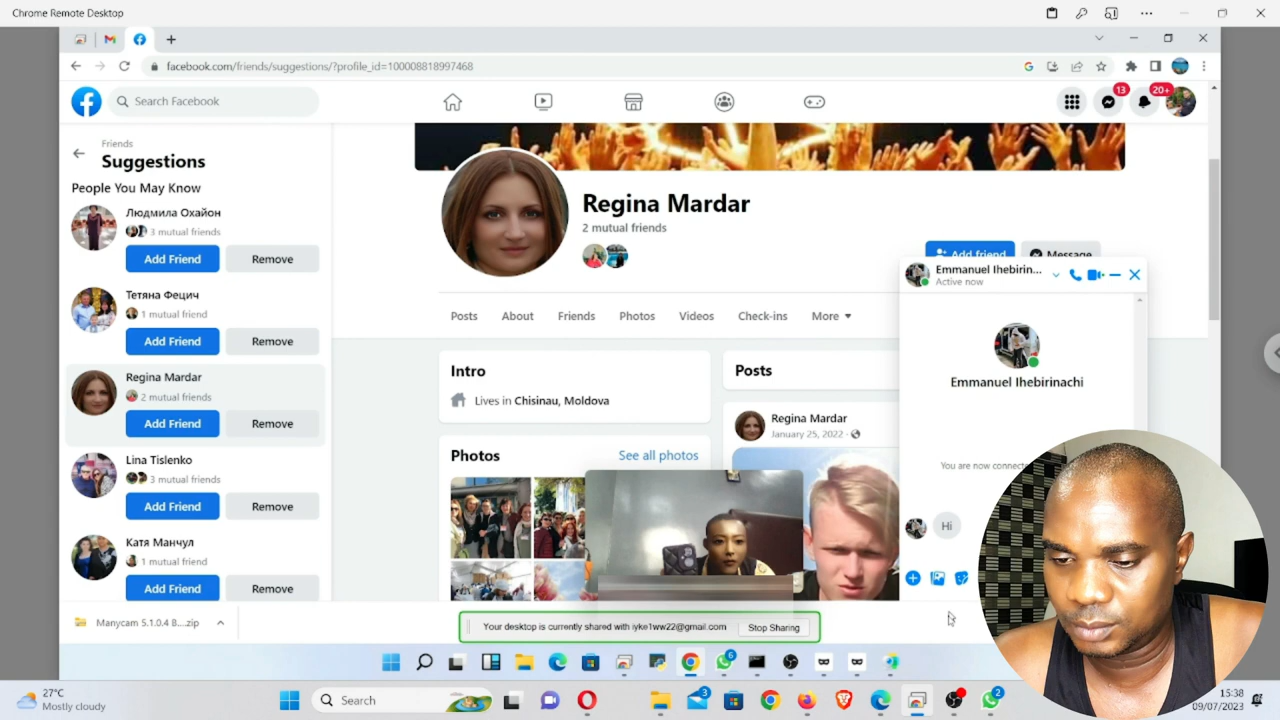 Chrome Remote Desktop
facebook.com/friends/suggestions/?profile_id=100008818997468
Search Facebook
13
20+
Friends
Suggestions
People You May Know
Людмила Охайон
3 mutual friends
Add Friend
Remove
Тетяна Фецич
1 mutual friend
Add Friend
Remove
Regina Mardar
2 mutual friends
Add Friend
Remove
Lina Tislenko
3 mutual friends
Add Friend
Remove
Катя Манчул
1 mutual friend
Add Friend
Remove
Regina Mardar
2 mutual friends
Add friend
Message
Posts About Friends Photos Videos Check-ins More
Intro
Lives in Chisinau, Moldova
Photos
See all photos
Posts
Regina Mardar
January 25, 2022
Emmanuel Ihebirin...
Active now
Emmanuel Ihebirinachi
You are now connecte
Hi
Manycam 5.1.0.4 8....zip
Your desktop is currently shared with iyke1ww22@gmail.com
Stop Sharing
6
27°C
Mostly cloudy
Search
3
2
15:38
09/07/2023